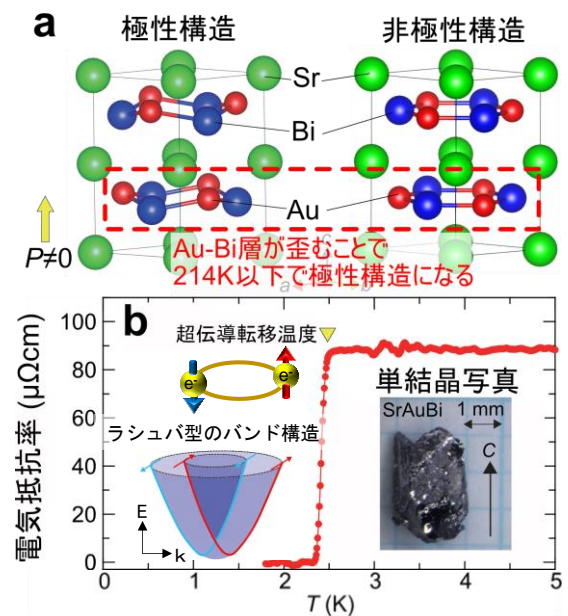 a
極性構造
非極性構造
Sr
Bi
Au
P≠0
Au-Bi層が歪むことで
214K以下で極性構造になる
c
a
b
b
電気抵抗率 (μΩcm)
100
80
60
40
20
0
超伝導転移温度
e-
e-
ラシュバ型のバンド構造
E
k
単結晶写真
SrAuBi
1 mm
C
0
1
2
3
4
5
T (K)